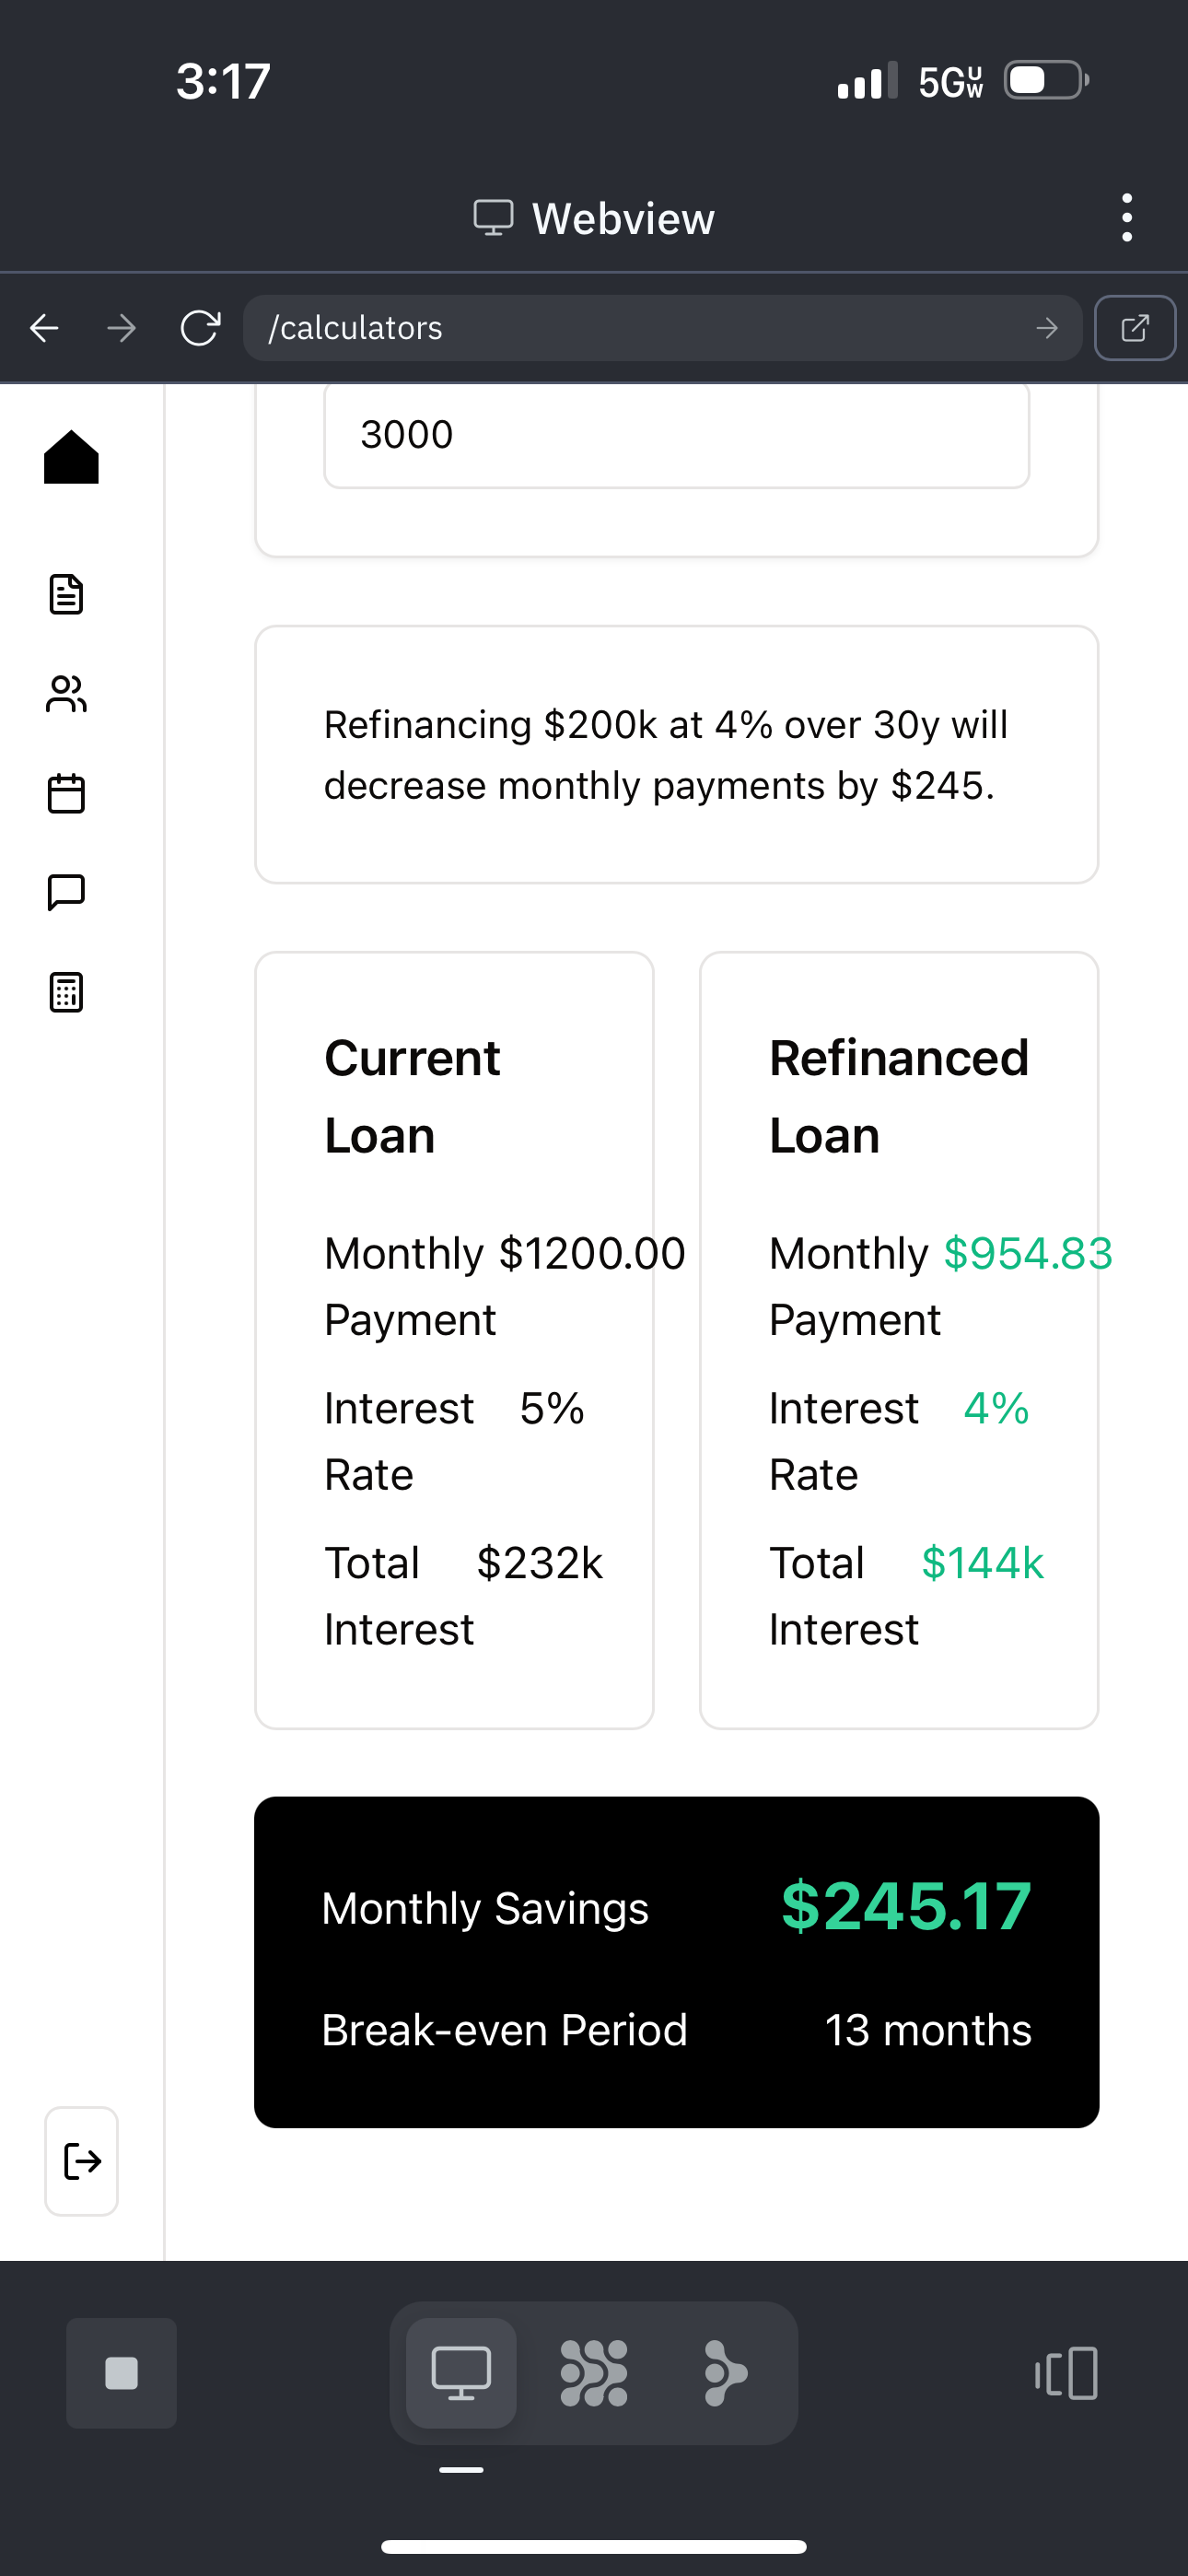 3:17
5G UW
Webview
/calculators
3000
Refinancing $200k at 4% over 30y will
decrease monthly payments by $245.
Current
Loan
Monthly $1200.00
Payment
Interest 5%
Rate
Total $232k
Interest
Refinanced
Loan
Monthly $954.83
Payment
Interest 4%
Rate
Total $144k
Interest
Monthly Savings $245.17
Break-even Period 13 months